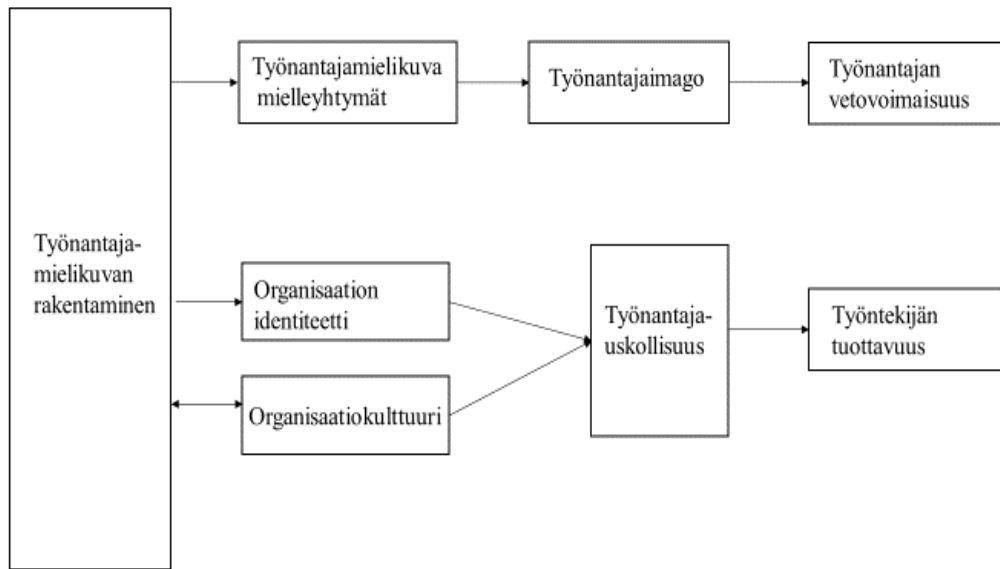 Työnantajamielikuva
mielleyhtymät
Työnantajaimago
Työnantajan
vetovoimaisuus
Työnantaja-
mielikuvan
rakentaminen
Organisaation
identiteetti
Organisaatiokulttuuri
Työnantaja-
uskollisuus
Työntekijän
tuottavuus